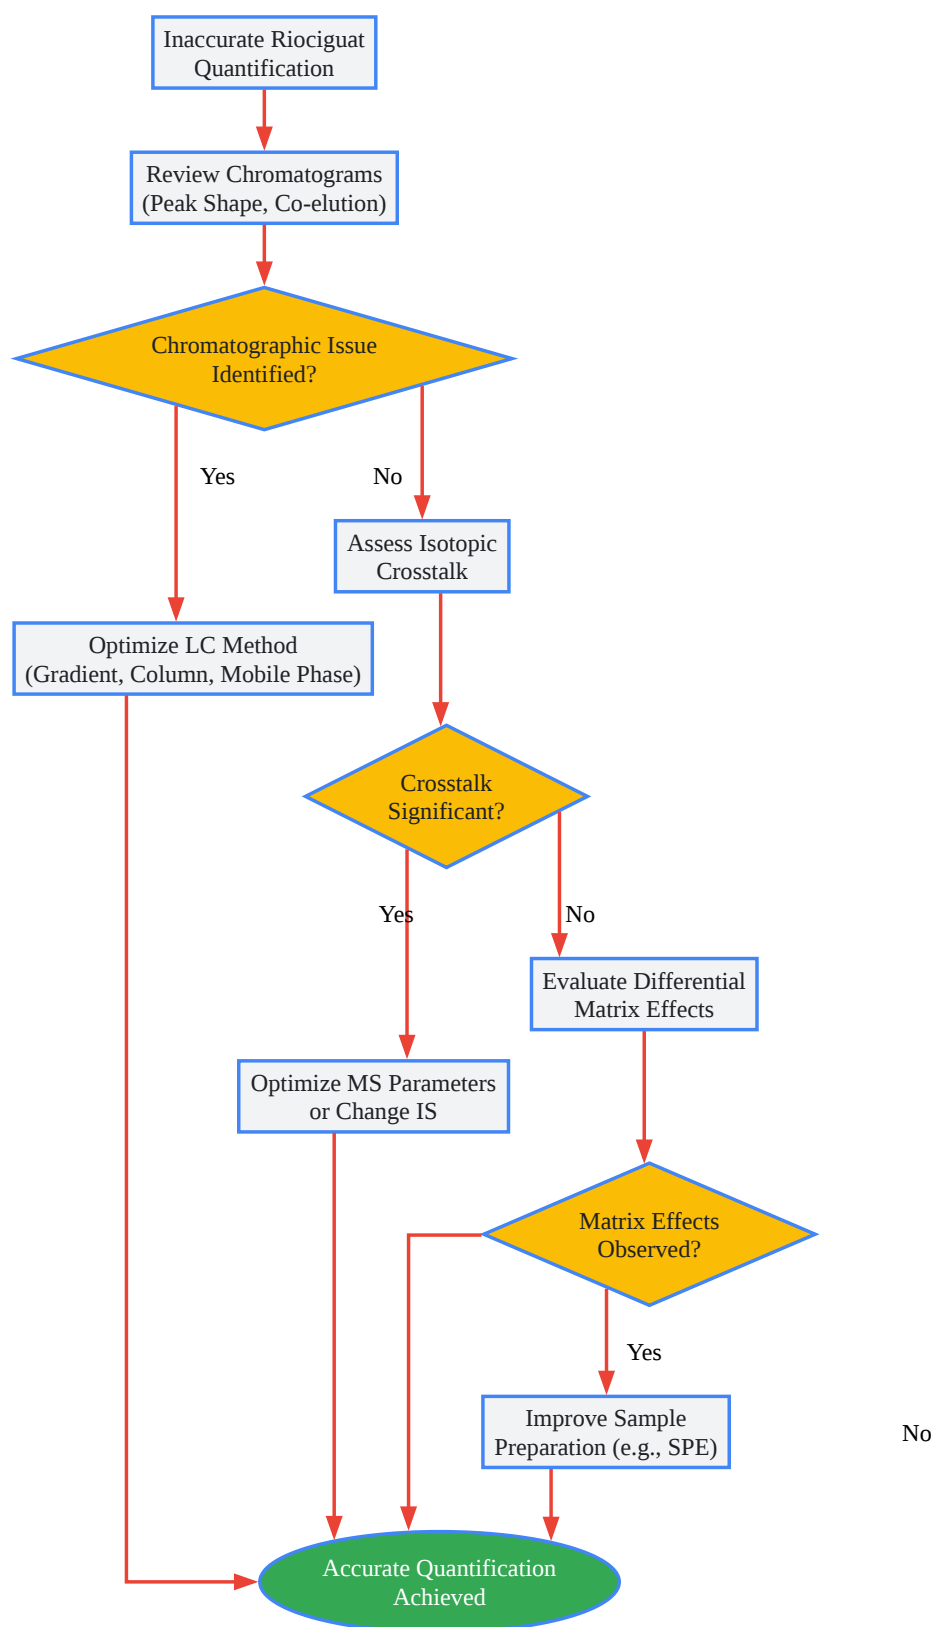 Inaccurate Riociguat
Quantification
Review Chromatograms
(Peak Shape, Co-elution)
Chromatographic Issue
Identified?
Yes
No
Assess Isotopic
Crosstalk
Optimize LC Method
(Gradient, Column, Mobile Phase)
Crosstalk
Significant?
Yes
No
Evaluate Differential
Matrix Effects
Optimize MS Parameters
or Change IS
Matrix Effects
Observed?
Yes
Improve Sample
Preparation (e.g., SPE)
No
Accurate Quantification
Achieved